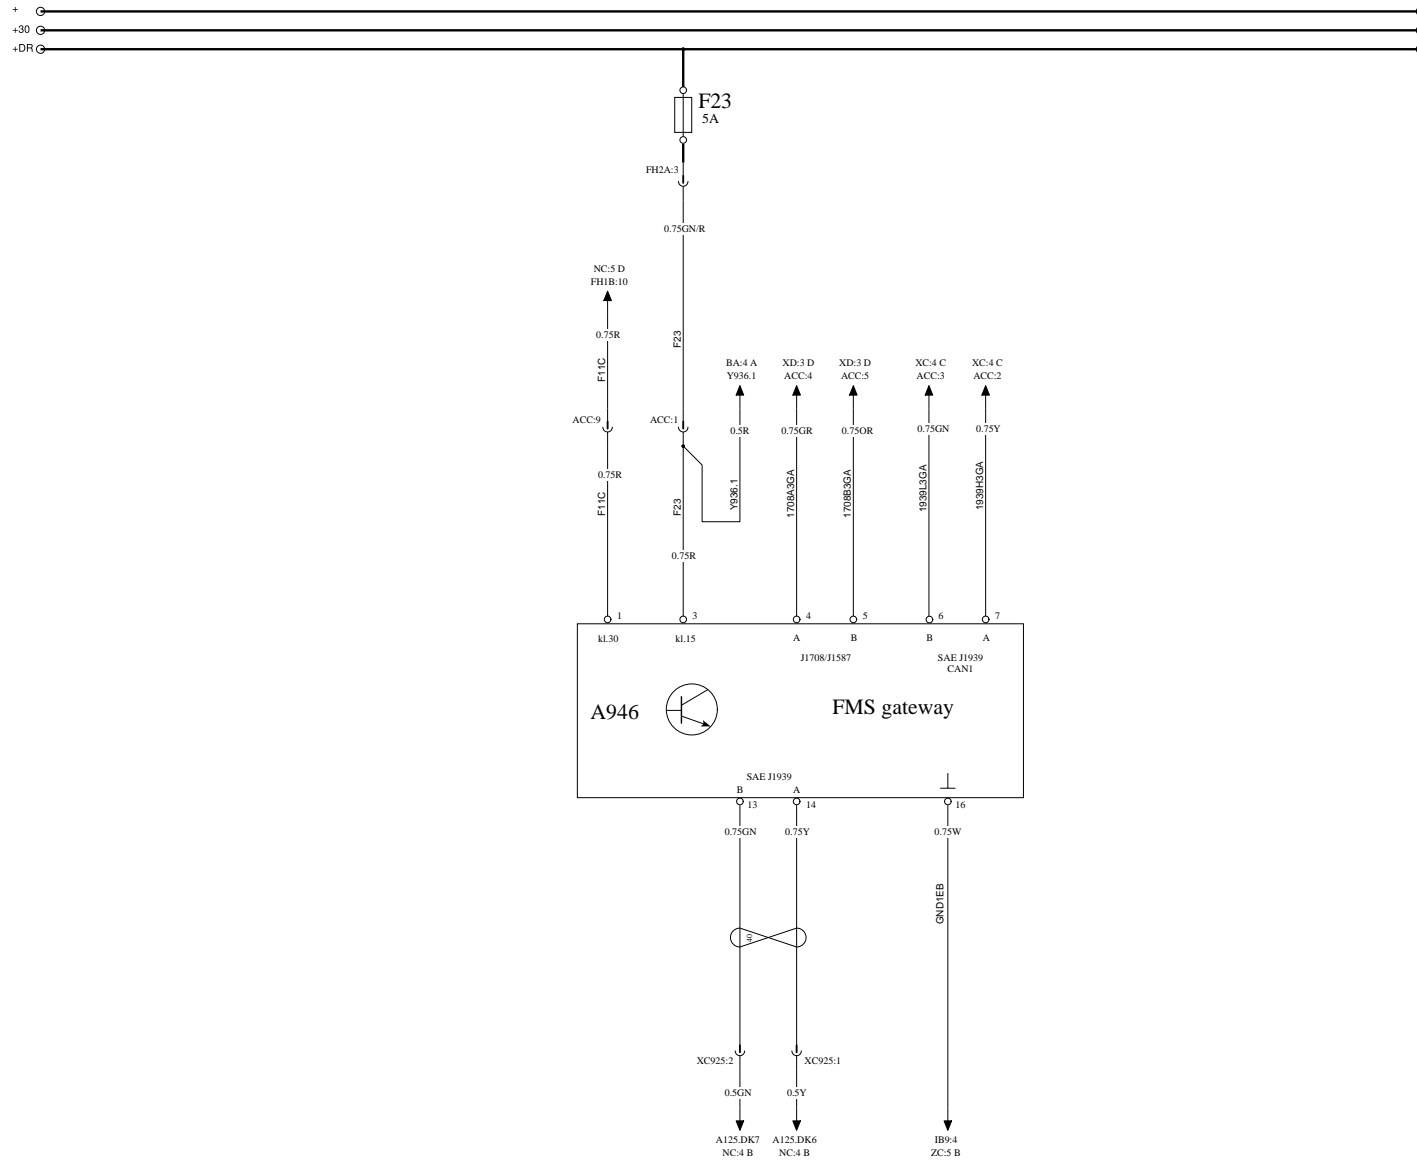 +
+30
+DR
F23
5A
FH2A:3
0.75GN/R
NC:5 D
FH1B:10
0.75R
F11C
F23
BA:4 A
Y936.1
XD:3 D
ACC:4
XD:3 D
ACC:5
XC:4 C
ACC:3
XC:4 C
ACC:2
ACC:9
ACC:1
0.5R
0.75GR
0.75OR
0.75GN
0.75Y
0.75R
F11C
F23
Y936.1
1708A3GA
1708B3GA
1939L3GA
1939H3GA
0.75R
1
3
4
5
6
7
kl.30
kl.15
A
B
B
A
J1708/J1587
SAE J1939
CAN1
A946
FMS gateway
SAE J1939
B
A
13
14
16
0.75GN
0.75Y
0.75W
GND1EB
40
XC925:2
XC925:1
0.5GN
0.5Y
A125.DK7
NC:4 B
A125.DK6
NC:4 B
IB9:4
ZC:5 B